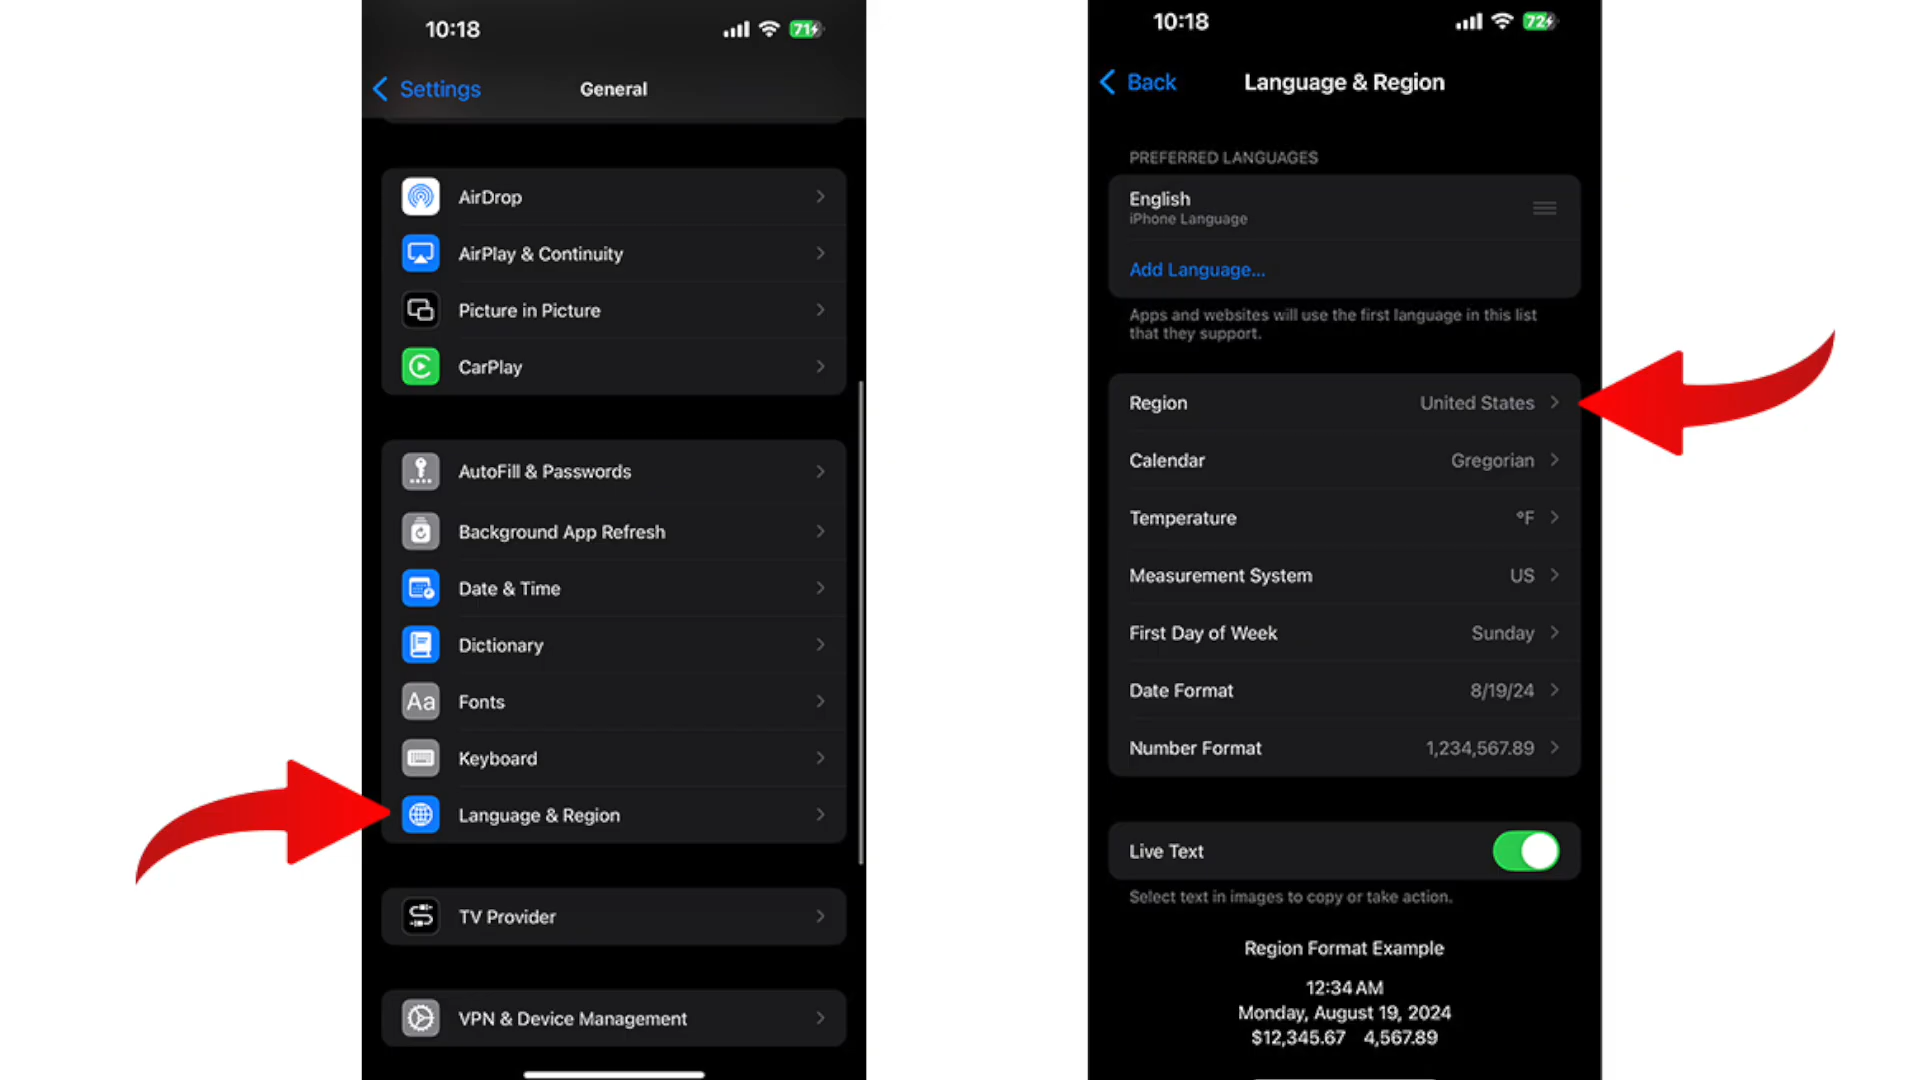 10:18
71
Settings
General
AirDrop
AirPlay & Continuity
Picture in Picture
CarPlay
AutoFill & Passwords
Background App Refresh
Date & Time
Dictionary
Aa
Fonts
Keyboard
Language & Region
TV Provider
VPN & Device Management
10:18
72
Back
Language & Region
PREFERRED LANGUAGES
English
iPhone Language
Add Language...
Apps and websites will use the first language in this list
that they support.
Region United States
Calendar Gregorian
Temperature °F
Measurement System US
First Day of Week Sunday
Date Format 8/19/24
Number Format 1,234,567.89
Live Text
Select text in images to copy or take action.
Region Format Example
12:34 AM
Monday, August 19, 2024
$12,345.67 4,567.89